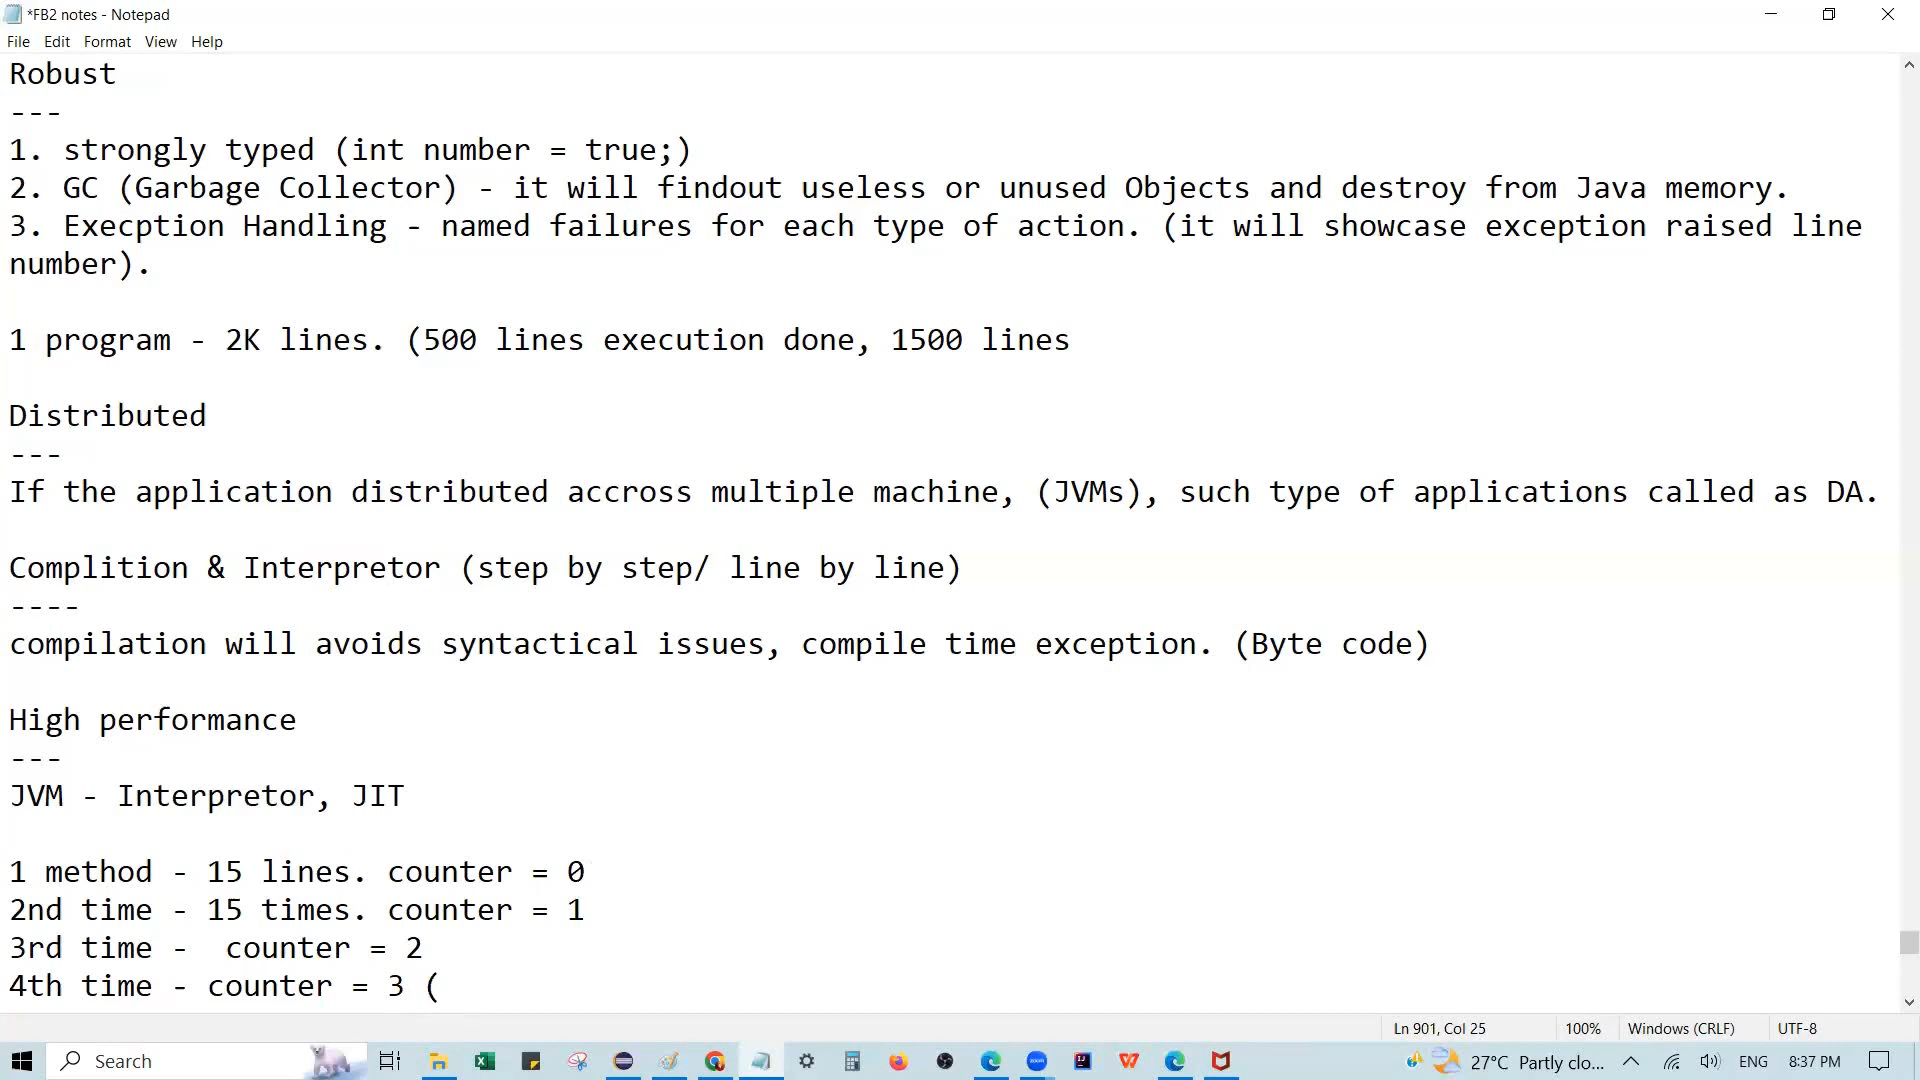 *FB2 notes - Notepad
File Edit Format View Help
Robust
---
1. strongly typed (int number = true;)
2. GC (Garbage Collector) - it will findout useless or unused Objects and destroy from Java memory.
3. Execption Handling - named failures for each type of action. (it will showcase exception raised line
number).
1 program - 2K lines. (500 lines execution done, 1500 lines
Distributed
---
If the application distributed accross multiple machine, (JVMs), such type of applications called as DA.
Complition & Interpretor (step by step/ line by line)
----
compilation will avoids syntactical issues, compile time exception. (Byte code)
High performance
---
JVM - Interpretor, JIT
1 method - 15 lines. counter = 0
2nd time - 15 times. counter = 1
3rd time -  counter = 2
4th time - counter = 3 (
Ln 901, Col 25 100% Windows (CRLF) UTF-8
Search 27°C Partly clo... ENG 8:37 PM